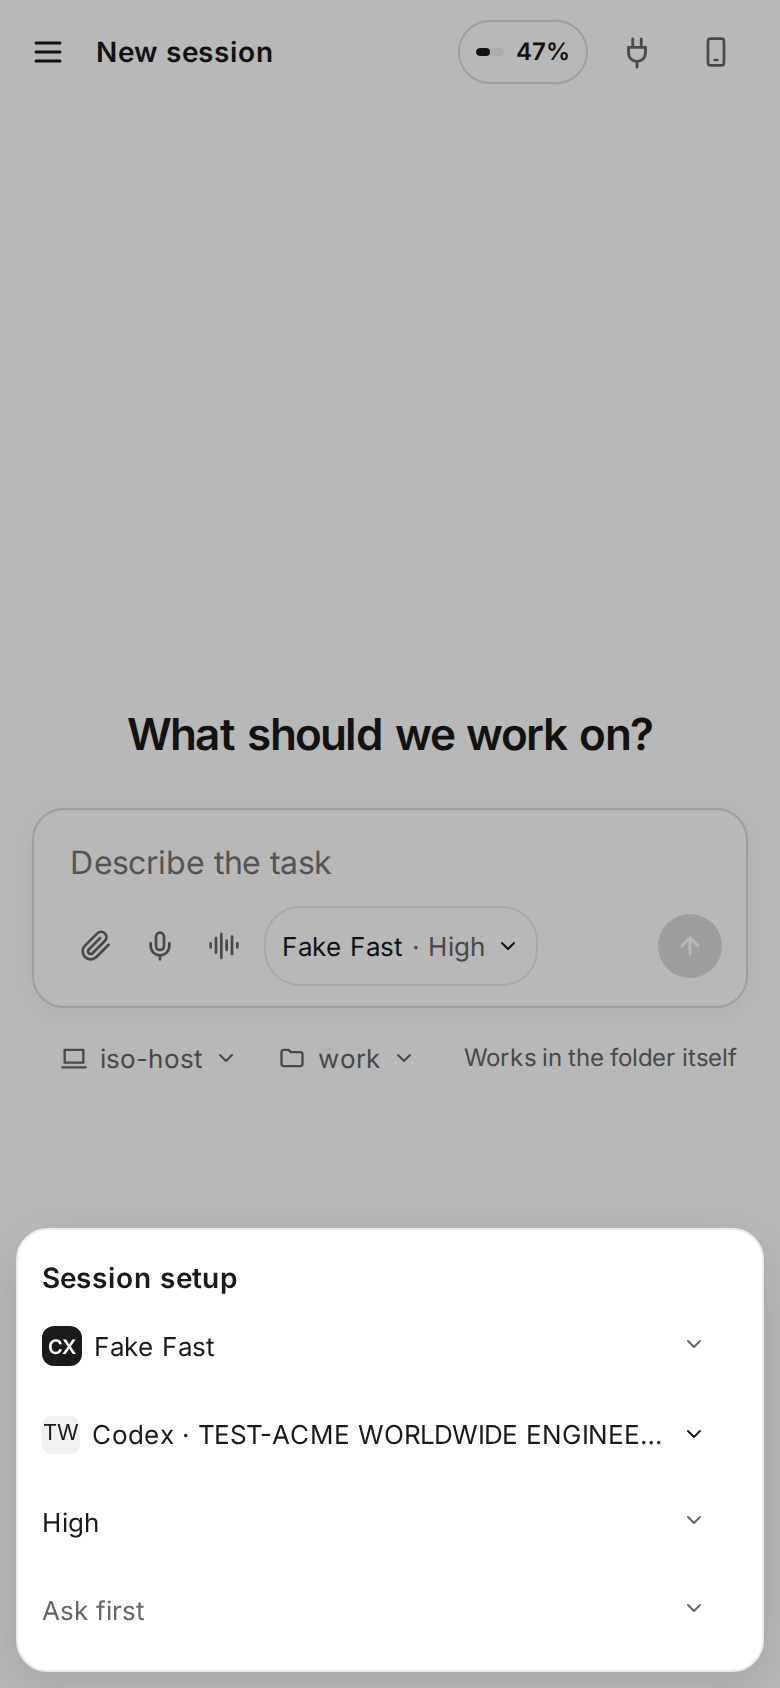 New session
47%
What should we work on?
Describe the task
Fake Fast · High
iso-host
work
Works in the folder itself
Session setup
CX Fake Fast
TW Codex · TEST-ACME WORLDWIDE ENGINEE...
High
Ask first